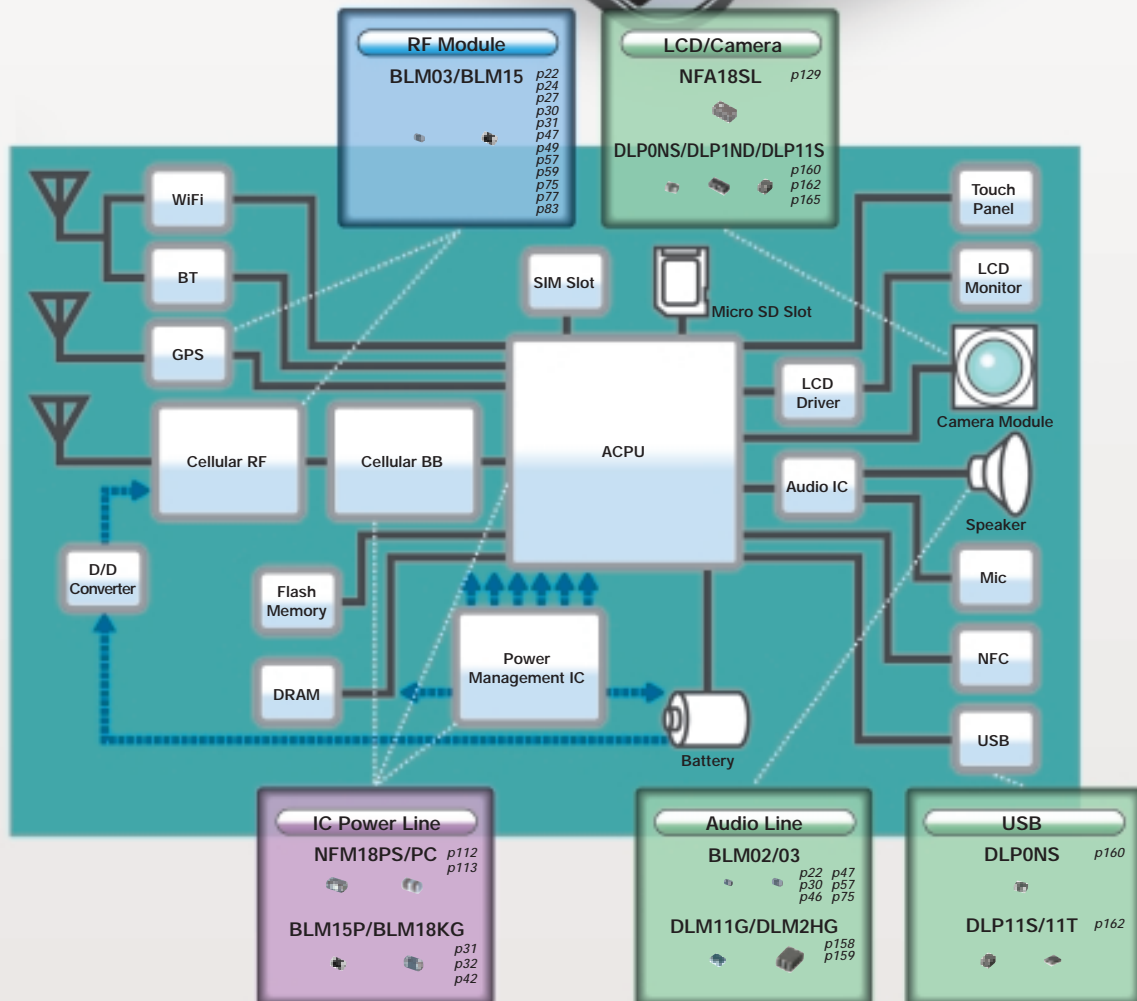 RF Module
BLM03/BLM15
p22
p24
p27
p30
p31
p47
p49
p57
p59
p75
p77
p83
LCD/Camera
NFA18SL
p129
DLP0NS/DLP1ND/DLP11S
p160
p162
p165
WiFi
BT
GPS
SIM Slot
Micro SD Slot
Touch
Panel
LCD
Monitor
LCD
Driver
Camera Module
Cellular RF
Cellular BB
ACPU
Audio IC
Speaker
D/D
Converter
Flash
Memory
Mic
Power
Management IC
NFC
DRAM
USB
Battery
IC Power Line
NFM18PS/PC
p112
p113
BLM15P/BLM18KG
p31
p32
p42
Audio Line
BLM02/03
p22 p47
p30 p57
p46 p75
DLM11G/DLM2HG
p158
p159
USB
DLP0NS
p160
DLP11S/11T
p162